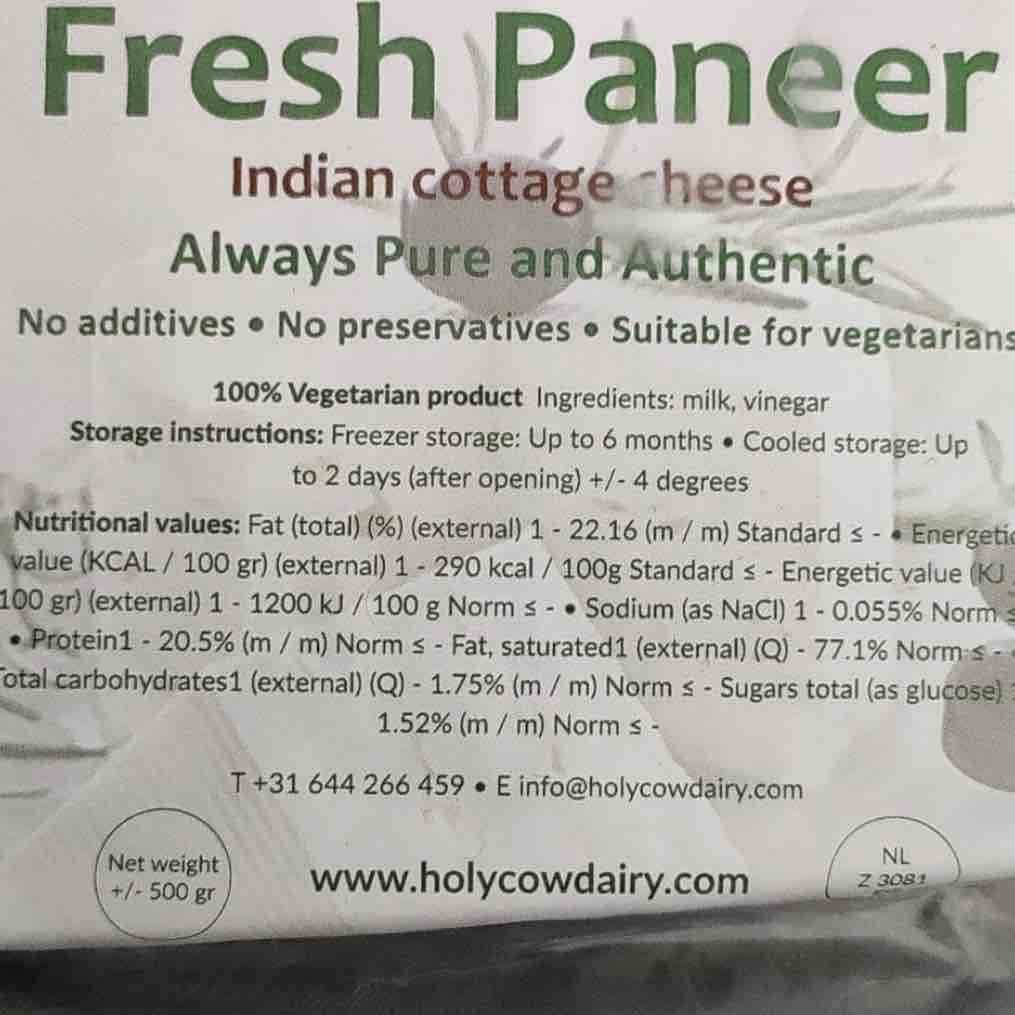 Fresh Paneer
Indian cottage cheese
Always Pure and Authentic
No additives • No preservatives • Suitable for vegetarians
100% Vegetarian product Ingredients: milk, vinegar
Storage instructions: Freezer storage: Up to 6 months • Cooled storage: Up
to 2 days (after opening) +/- 4 degrees
Nutritional values: Fat (total) (%) (external) 1 - 22.16 (m / m) Standard ≤ - • Energetic
value (KCAL / 100 gr) (external) 1 - 290 kcal / 100g Standard ≤ - Energetic value (KJ /
100 gr) (external) 1 - 1200 kJ / 100 g Norm ≤ - • Sodium (as NaCl) 1 - 0.055% Norm ≤
• Protein1 - 20.5% (m / m) Norm ≤ - Fat, saturated1 (external) (Q) - 77.1% Norm ≤ - •
otal carbohydrates1 (external) (Q) - 1.75% (m / m) Norm ≤ - Sugars total (as glucose) 1
1.52% (m / m) Norm ≤ -
T +31 644 266 459 • E info@holycowdairy.com
Net weight
+/- 500 gr
www.holycowdairy.com
NL
Z 3081